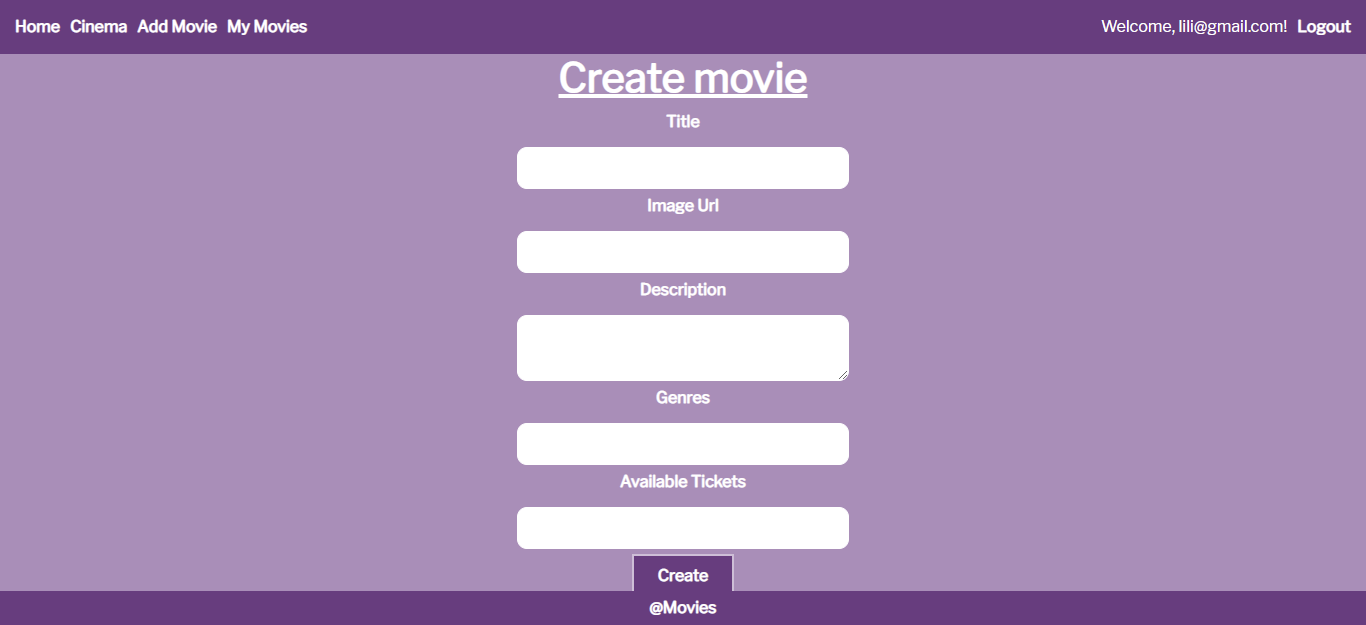 Home Cinema Add Movie My Movies Welcome, lili@gmail.com! Logout
Create movie
Title
Image Url
Description
Genres
Available Tickets
Create
@Movies